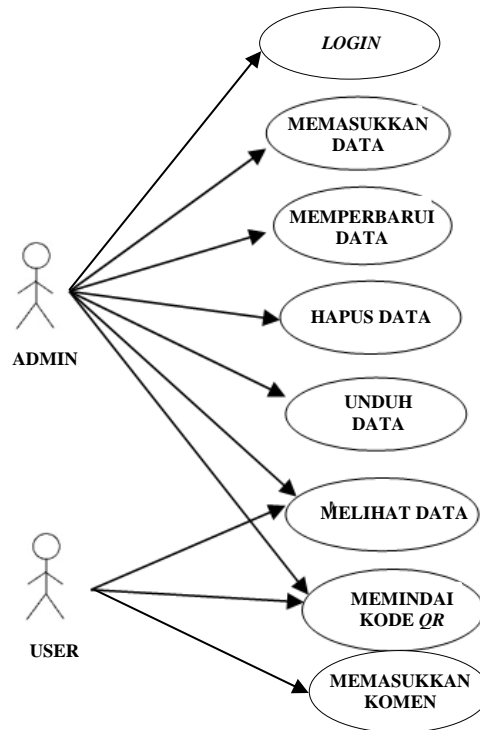 LOGIN
MEMASUKKAN
DATA
MEMPERBARUI
DATA
HAPUS DATA
ADMIN
UNDUH
DATA
MELIHAT DATA
MEMINDAI
KODE QR
USER
MEMASUKKAN
KOMEN